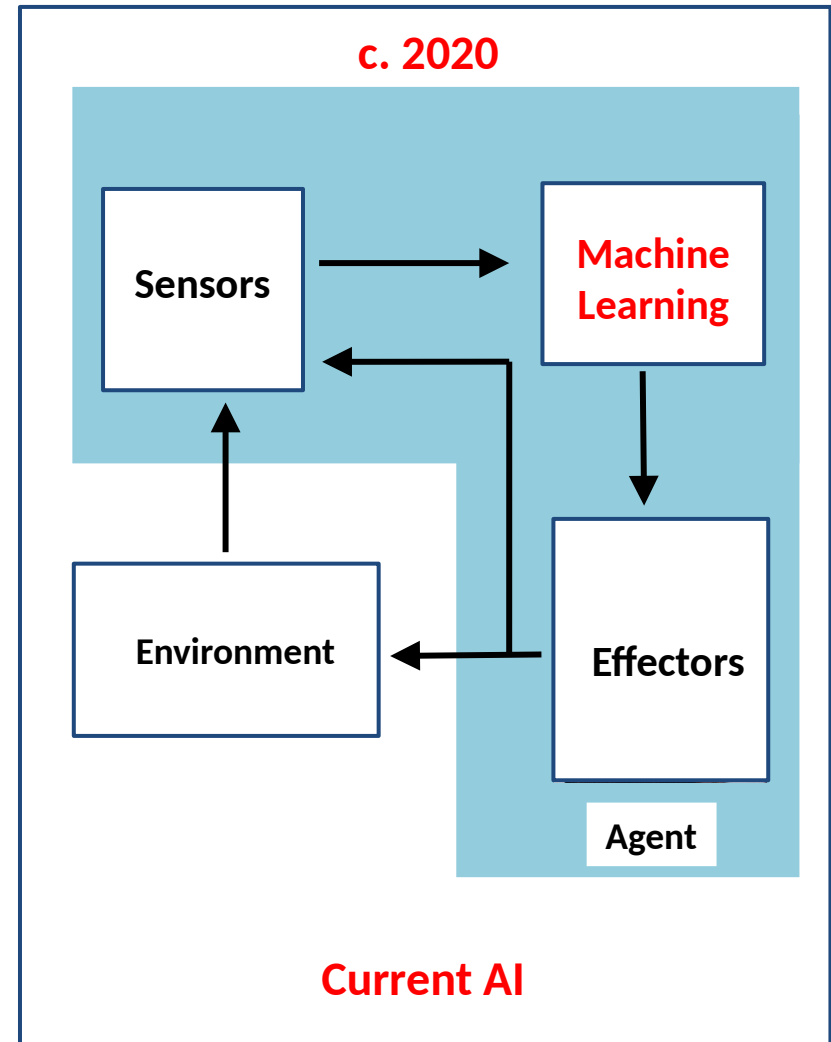 c. 2020
Sensors
Machine
Learning
Environment
Effectors
Agent
Current AI